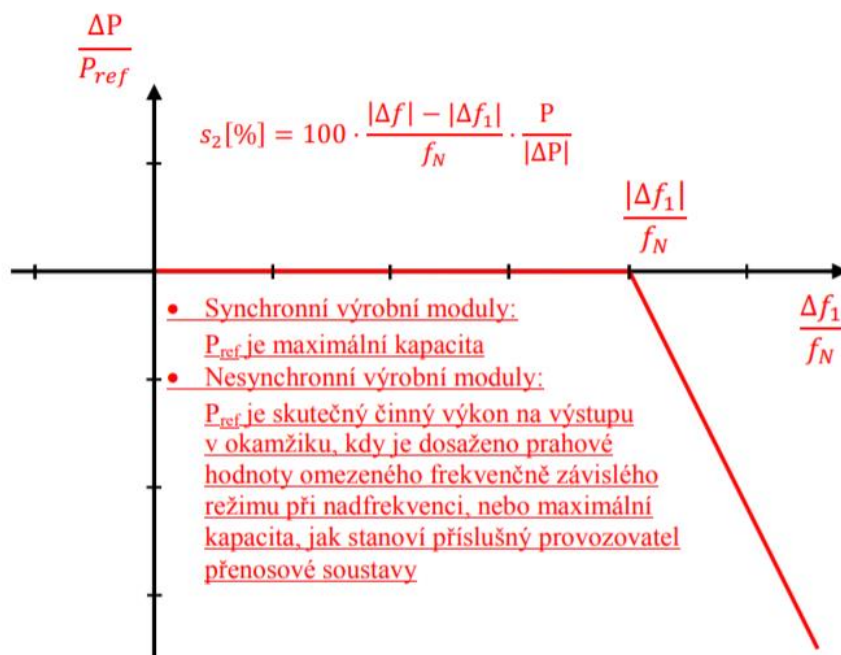 ΔP
P_ref
s₂[%] = 100 · (|Δf| − |Δf₁|)/f_N · P/|ΔP|
|Δf₁|
f_N
Δf₁
f_N
• Synchronní výrobní moduly:
P_ref je maximální kapacita
• Nesynchronní výrobní moduly:
P_ref je skutečný činný výkon na výstupu
v okamžiku, kdy je dosaženo prahové
hodnoty omezeného frekvenčně závislého
režimu při nadfrekvenci, nebo maximální
kapacita, jak stanoví příslušný provozovatel
přenosové soustavy